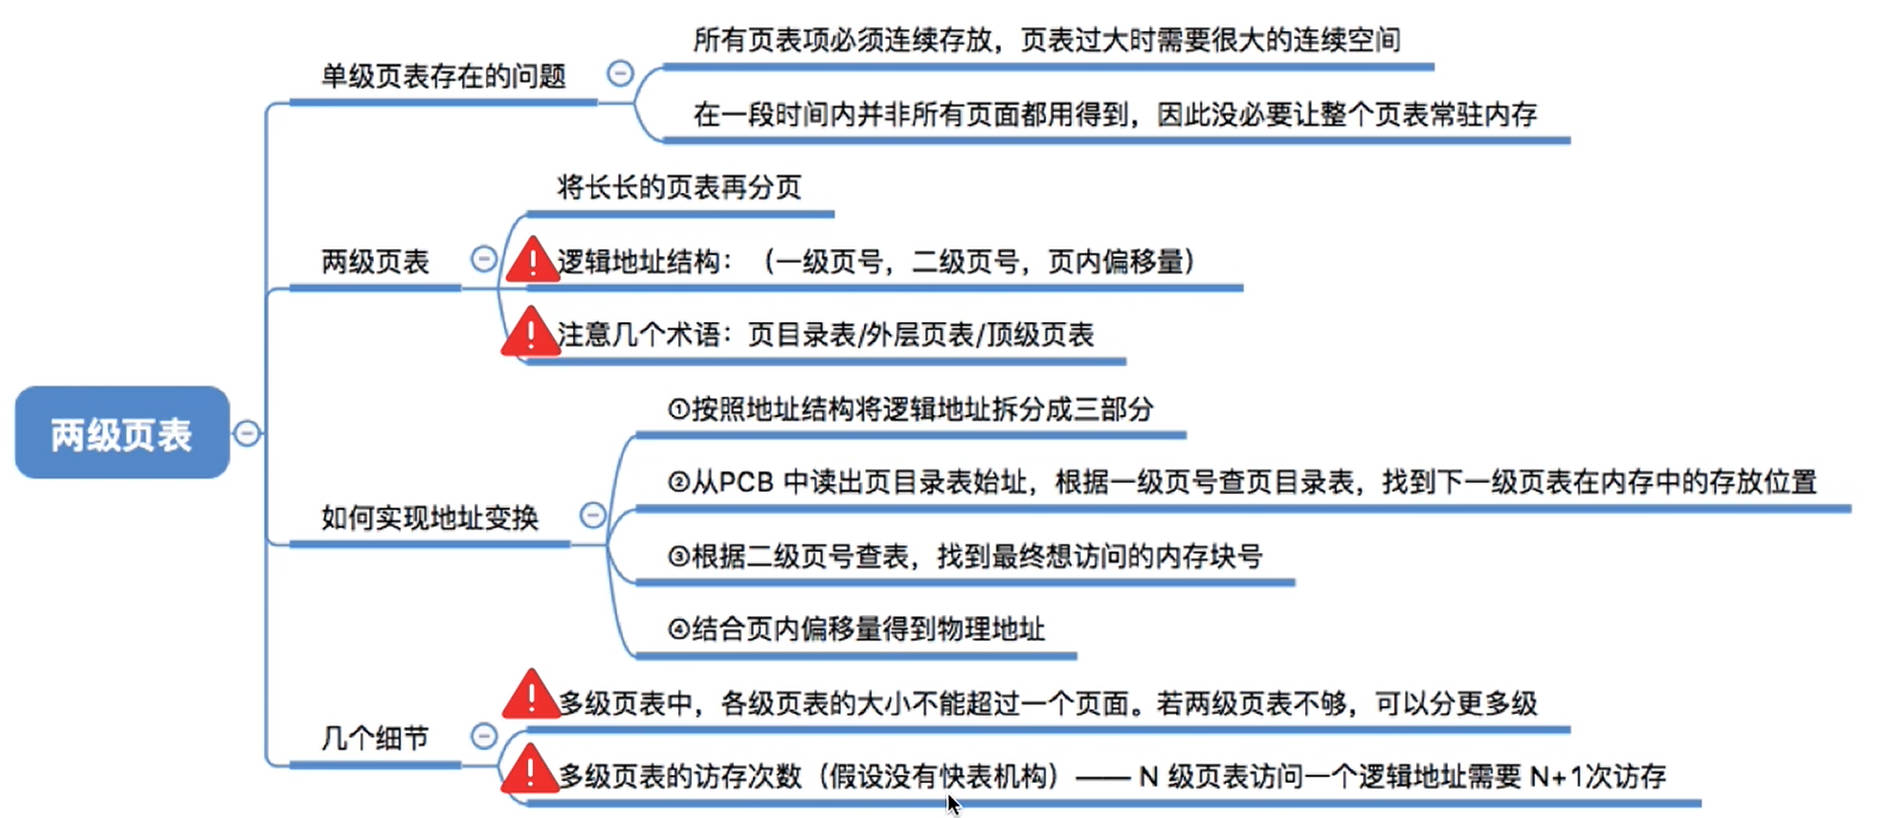 所有页表项必须连续存放，页表过大时需要很大的连续空间
单级页表存在的问题
在一段时间内并非所有页面都用得到，因此没必要让整个页表常驻内存
将长长的页表再分页
两级页表
逻辑地址结构：（一级页号，二级页号，页内偏移量）
注意几个术语：页目录表/外层页表/顶级页表
两级页表
①按照地址结构将逻辑地址拆分成三部分
②从PCB 中读出页目录表始址，根据一级页号查页目录表，找到下一级页表在内存中的存放位置
如何实现地址变换
③根据二级页号查表，找到最终想访问的内存块号
④结合页内偏移量得到物理地址
多级页表中，各级页表的大小不能超过一个页面。若两级页表不够，可以分更多级
几个细节
多级页表的访存次数（假设没有快表机构）—— N 级页表访问一个逻辑地址需要 N+1次访存